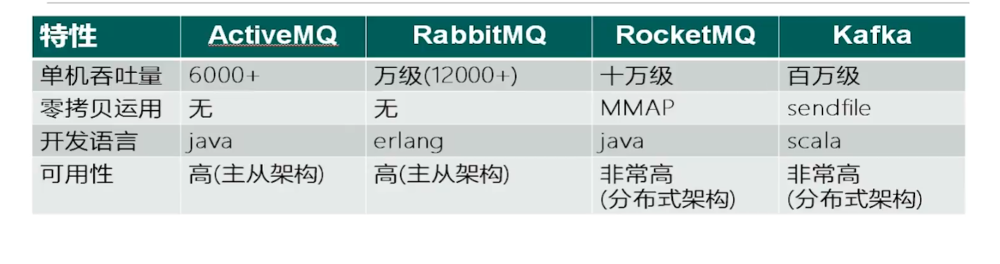 特性 ActiveMQ RabbitMQ RocketMQ Kafka
单机吞吐量 6000+ 万级(12000+) 十万级 百万级
零拷贝运用 无 无 MMAP sendfile
开发语言 java erlang java scala
可用性 高(主从架构) 高(主从架构) 非常高 非常高
(分布式架构) (分布式架构)